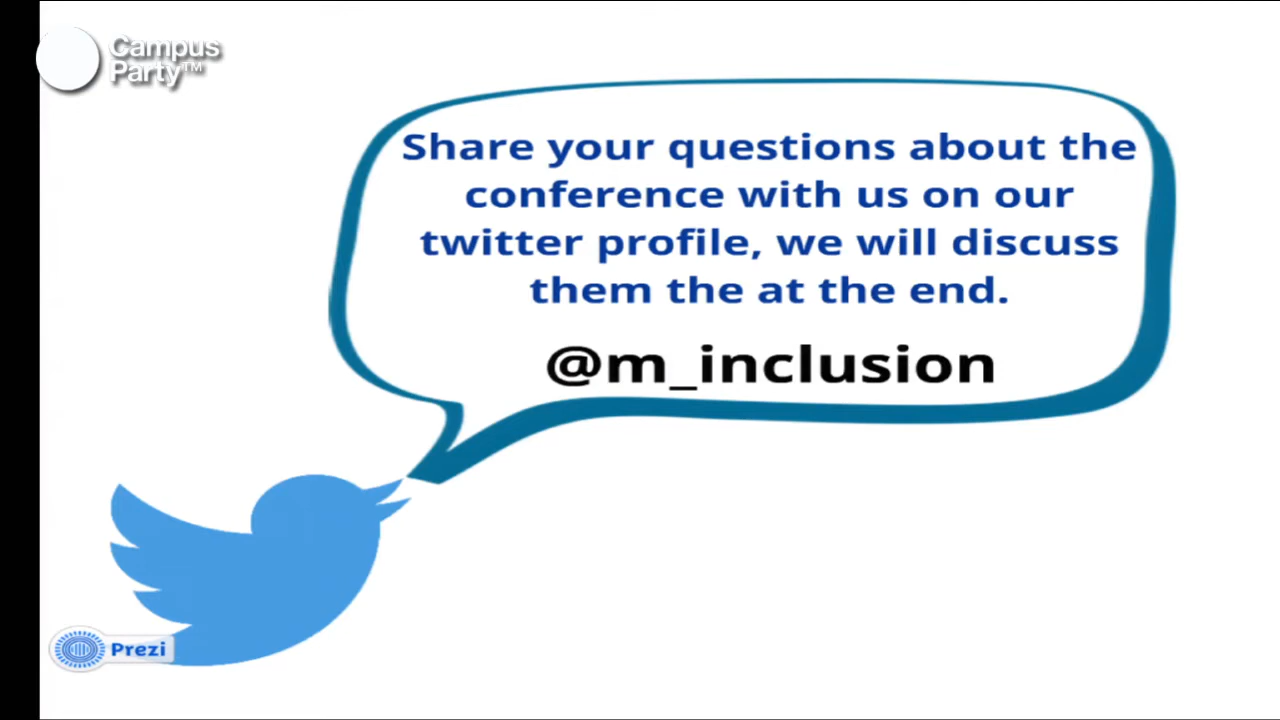 Campus
Party™
Share your questions about the
conference with us on our
twitter profile, we will discuss
them the at the end.
@m_inclusion
Prezi